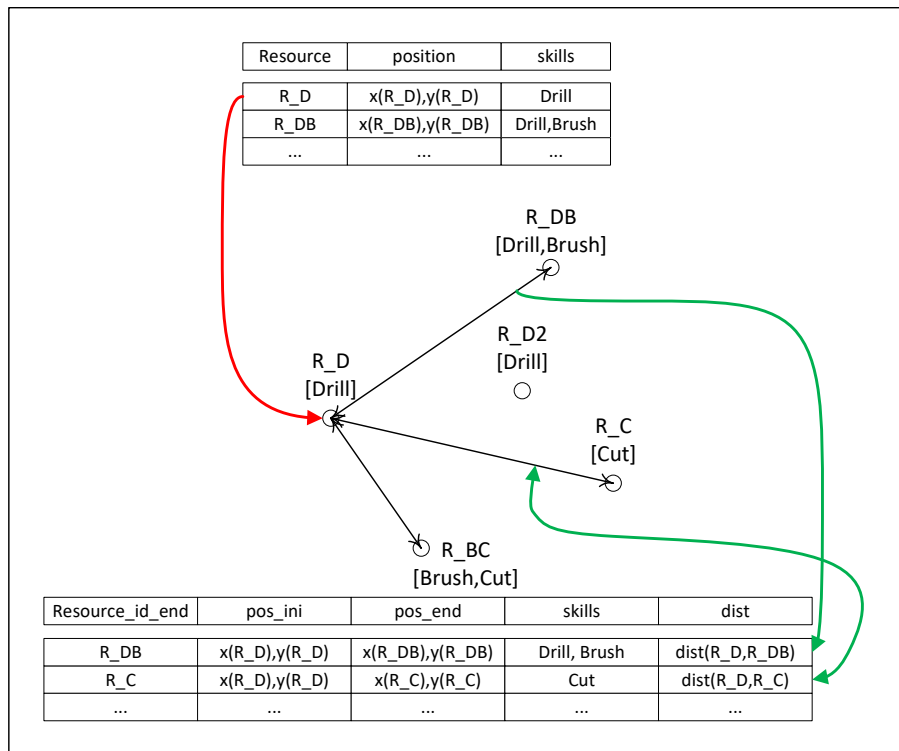 Resource position skills
R_D x(R_D),y(R_D) Drill
R_DB x(R_DB),y(R_DB) Drill,Brush
... ... ...
R_DB
[Drill,Brush]
R_D2
[Drill]
R_D
[Drill]
R_C
[Cut]
R_BC
[Brush,Cut]
Resource_id_end pos_ini pos_end skills dist
R_DB x(R_D),y(R_D) x(R_DB),y(R_DB) Drill, Brush dist(R_D,R_DB)
R_C x(R_D),y(R_D) x(R_C),y(R_C) Cut dist(R_D,R_C)
... ... ... ... ...